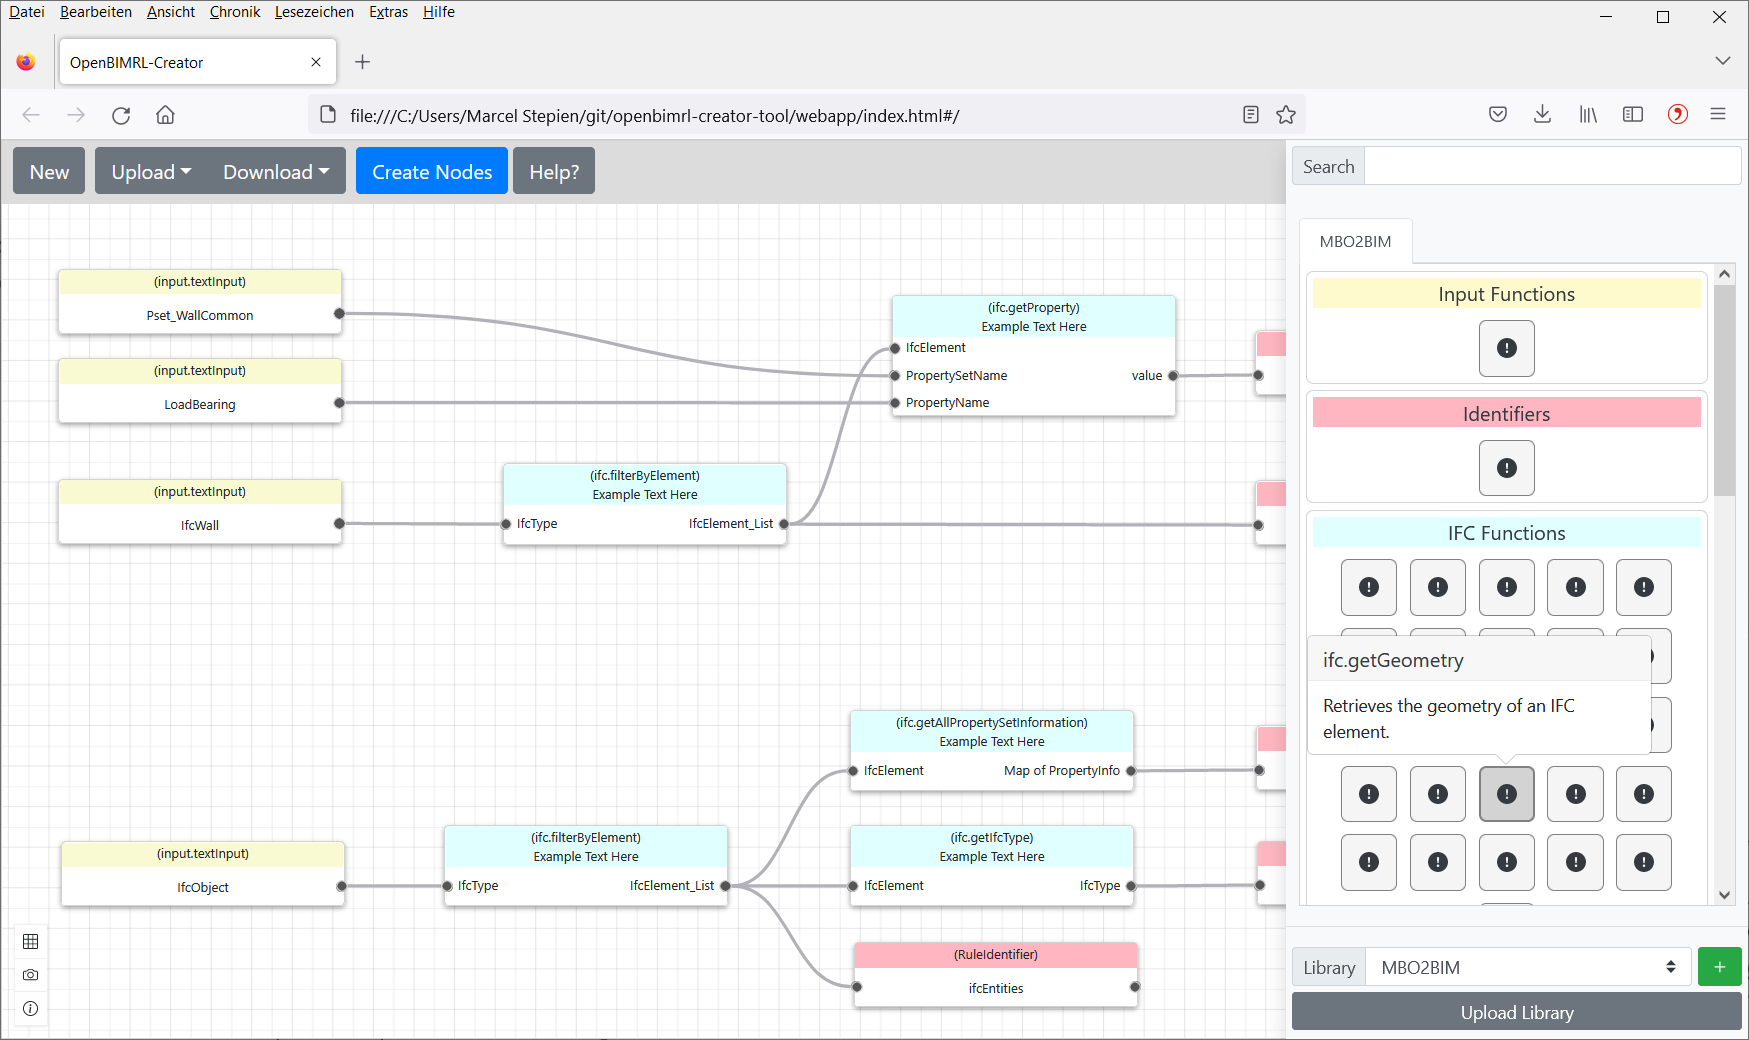 Datei Bearbeiten Ansicht Chronik Lesezeichen Extras Hilfe
OpenBIMRL-Creator
file:///C:/Users/Marcel Stepien/git/openbimrl-creator-tool/webapp/index.html#/
New Upload Download Create Nodes Help?
(input.textInput)
Pset_WallCommon
(input.textInput)
LoadBearing
(input.textInput)
IfcWall
(ifc.filterByElement)
Example Text Here
IfcType IfcElement_List
(ifc.getProperty)
Example Text Here
IfcElement
PropertySetName value
PropertyName
(input.textInput)
IfcObject
(ifc.filterByElement)
Example Text Here
IfcType IfcElement_List
(ifc.getAllPropertySetInformation)
Example Text Here
IfcElement Map of PropertyInfo
(ifc.getIfcType)
Example Text Here
IfcElement IfcType
(RuleIdentifier)
ifcEntities
Search
MBO2BIM
Input Functions
Identifiers
IFC Functions
ifc.getGeometry
Retrieves the geometry of an IFC
element.
Library MBO2BIM +
Upload Library